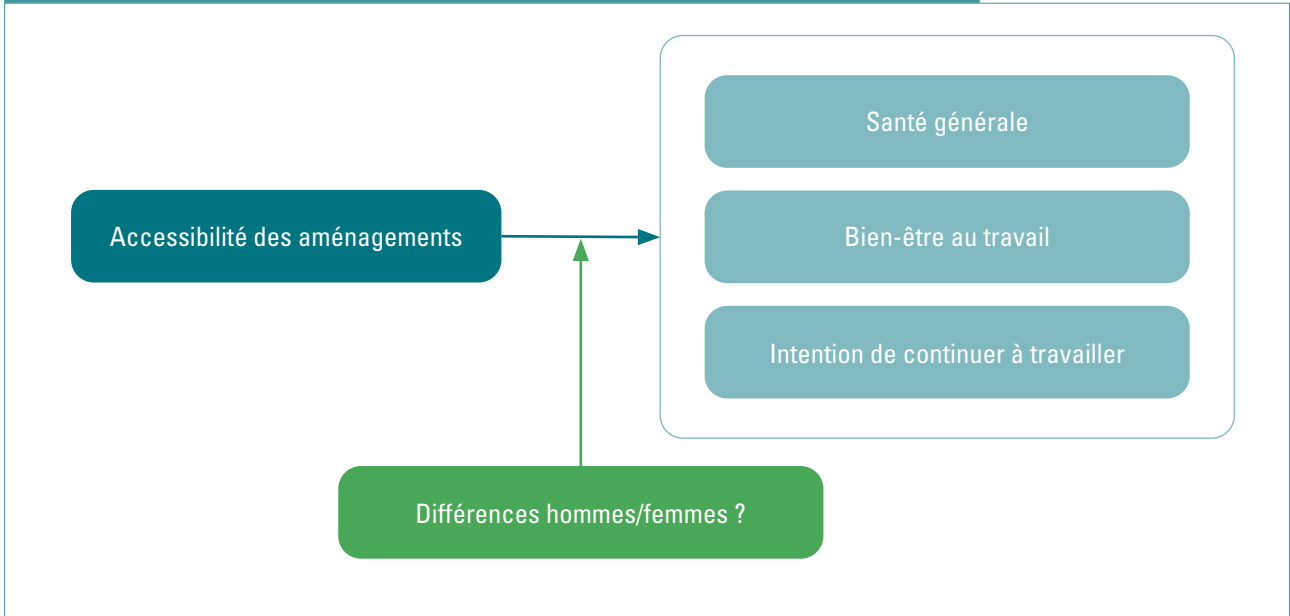 Santé générale
Accessibilité des aménagements
Bien-être au travail
Intention de continuer à travailler
Différences hommes/femmes ?